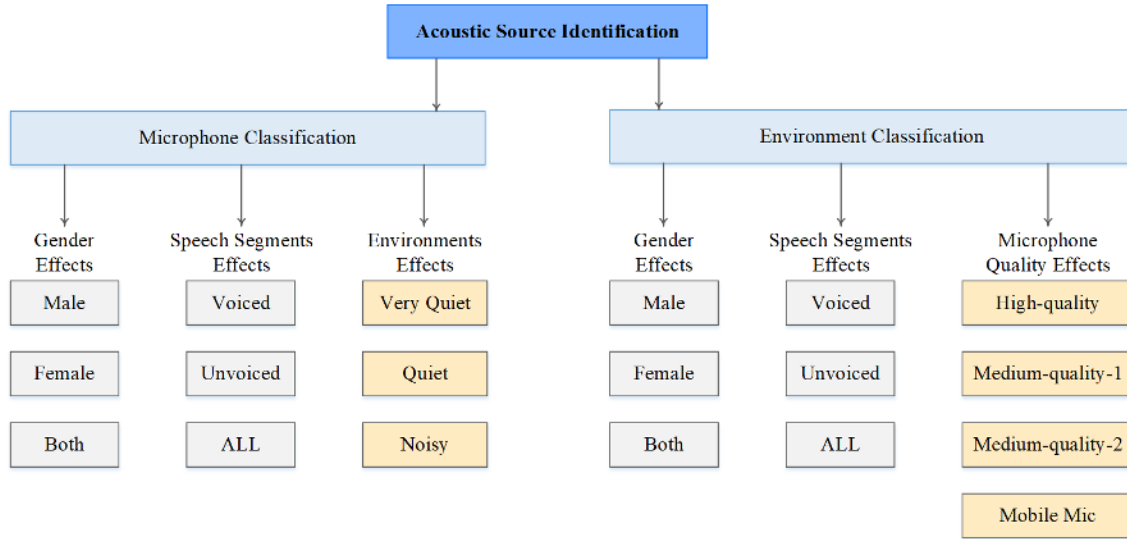 Acoustic Source Identification
Microphone Classification
Environment Classification
Gender
Effects
Speech Segments
Effects
Environments
Effects
Gender
Effects
Speech Segments
Effects
Microphone
Quality Effects
Male
Voiced
Very Quiet
Male
Voiced
High-quality
Female
Unvoiced
Quiet
Female
Unvoiced
Medium-quality-1
Both
ALL
Noisy
Both
ALL
Medium-quality-2
Mobile Mic